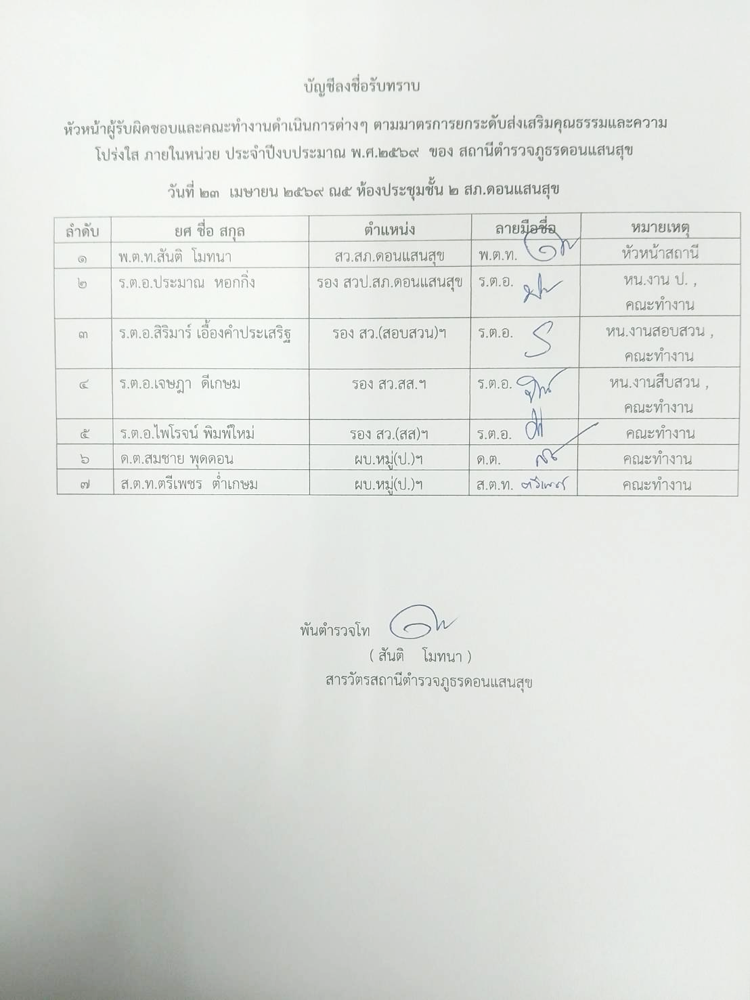 บัญชีลงชื่อรับทราบ
หัวหน้าผู้รับผิดชอบและคณะทำงานดำเนินการต่างๆ ตามมาตรการยกระดับส่งเสริมคุณธรรมและความ
โปร่งใส ภายในหน่วย ประจำปีงบประมาณ พ.ศ.๒๕๖๙ ของ สถานีตำรวจภูธรดอนแสนสุข
วันที่ ๒๓ เมษายน ๒๕๖๙ ณ๕ ห้องประชุมชั้น ๒ สภ.ดอนแสนสุข
ลำดับ ยศ ชื่อ สกุล ตำแหน่ง ลายมือชื่อ หมายเหตุ
๑ พ.ต.ท.สันติ โมทนา สว.สภ.ดอนแสนสุข พ.ต.ท. หัวหน้าสถานี
๒ ร.ต.อ.ประมาณ หอกกิ่ง รอง สวป.สภ.ดอนแสนสุข ร.ต.อ. หน.งาน ป. ,
คณะทำงาน
๓ ร.ต.อ.สิริมาร์ เอื้องคำประเสริฐ รอง สว.(สอบสวน)ฯ ร.ต.อ. หน.งานสอบสวน ,
คณะทำงาน
๔ ร.ต.อ.เจษฎา ดีเกษม รอง สว.สส.ฯ ร.ต.อ. หน.งานสืบสวน ,
คณะทำงาน
๕ ร.ต.อ.ไพโรจน์ พิมพ์ใหม่ รอง สว.(สส)ฯ ร.ต.อ. คณะทำงาน
๖ ด.ต.สมชาย พุดดอน ผบ.หมู่(ป.)ฯ ด.ต. คณะทำงาน
๗ ส.ต.ท.ตรีเพชร ต่ำเกษม ผบ.หมู่(ป.)ฯ ส.ต.ท. ตรีเพชร คณะทำงาน
พันตำรวจโท
( สันติ โมทนา )
สารวัตรสถานีตำรวจภูธรดอนแสนสุข